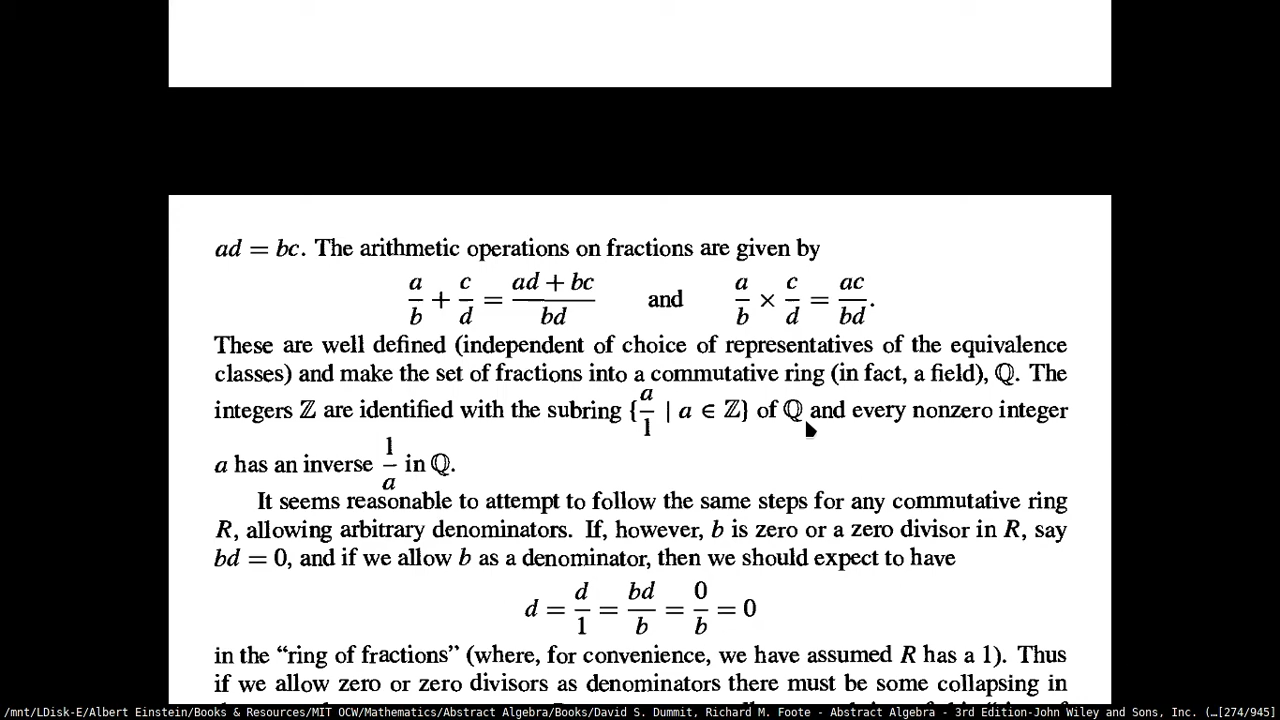 ad = bc. The arithmetic operations on fractions are given by
a/b + c/d = (ad + bc)/bd and a/b × c/d = ac/bd.
These are well defined (independent of choice of representatives of the equivalence
classes) and make the set of fractions into a commutative ring (in fact, a field), ℚ. The
integers ℤ are identified with the subring {a/1 | a ∈ ℤ} of ℚ and every nonzero integer
a has an inverse 1/a in ℚ.
It seems reasonable to attempt to follow the same steps for any commutative ring
R, allowing arbitrary denominators. If, however, b is zero or a zero divisor in R, say
bd = 0, and if we allow b as a denominator, then we should expect to have
d = d/1 = bd/b = 0/b = 0
in the “ring of fractions” (where, for convenience, we have assumed R has a 1). Thus
if we allow zero or zero divisors as denominators there must be some collapsing in
/mnt/LDisk-E/Albert Einstein/Books & Resources/MIT OCW/Mathematics/Abstract Algebra/Books/David S. Dummit, Richard M. Foote - Abstract Algebra - 3rd Edition-John Wiley and Sons, Inc. (…[274/945]